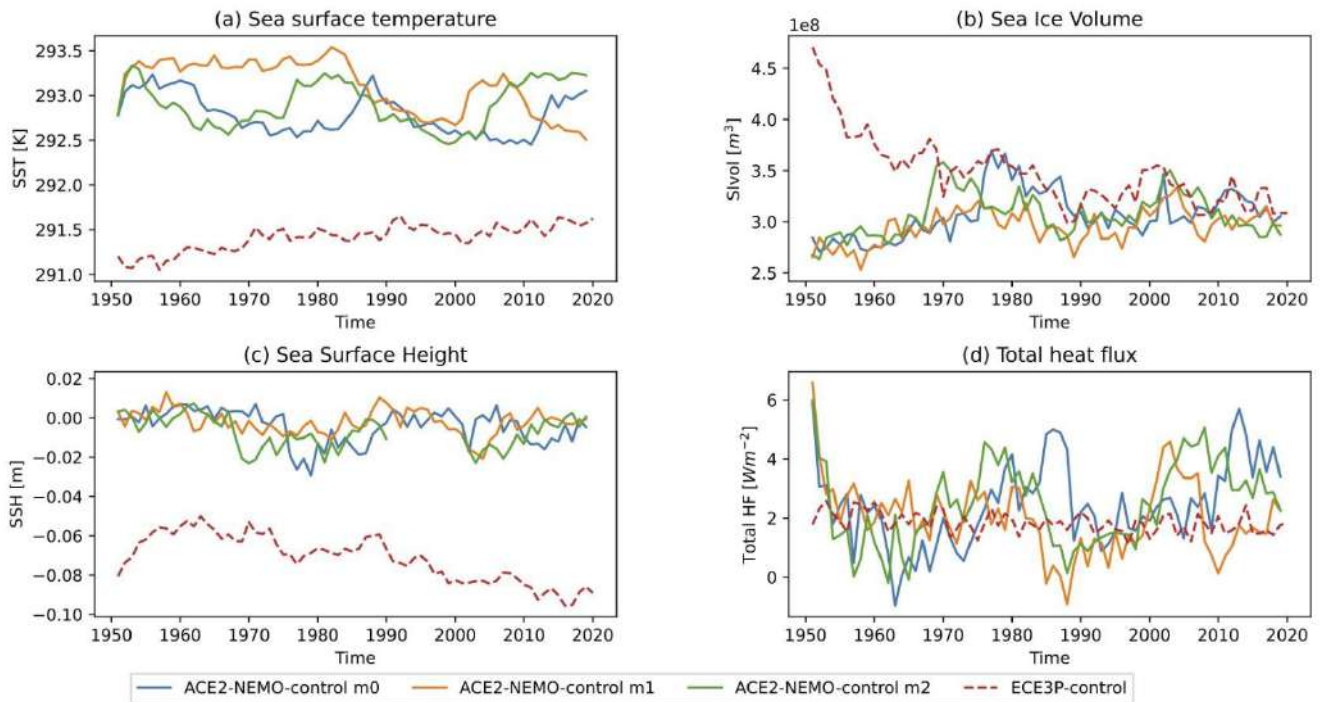 (a) Sea surface temperature
293.5
293.0
292.5
292.0
291.5
291.0
SST [K]
1950 1960 1970 1980 1990 2000 2010 2020
Time
(b) Sea Ice Volume
1e8
4.5
4.0
3.5
3.0
2.5
SIvol [m³]
1950 1960 1970 1980 1990 2000 2010 2020
Time
(c) Sea Surface Height
0.02
0.00
−0.02
−0.04
−0.06
−0.08
−0.10
SSH [m]
1950 1960 1970 1980 1990 2000 2010 2020
Time
(d) Total heat flux
6
4
2
0
Total HF [Wm⁻²]
1950 1960 1970 1980 1990 2000 2010 2020
Time
ACE2-NEMO-control m0 ACE2-NEMO-control m1 ACE2-NEMO-control m2 ECE3P-control